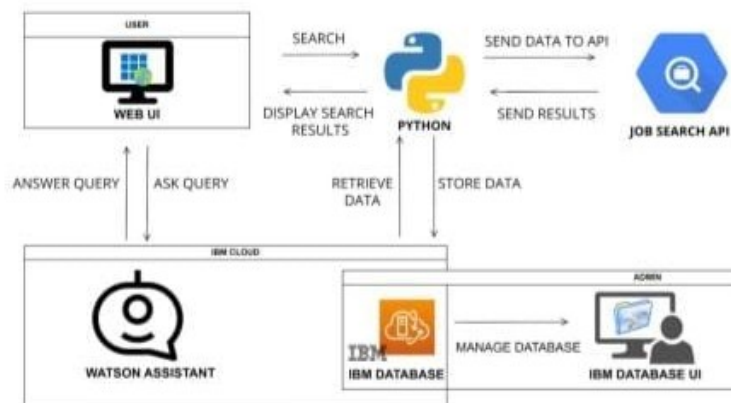 USER
WEB UI
SEARCH
DISPLAY SEARCH
RESULTS
PYTHON
SEND DATA TO API
SEND RESULTS
JOB SEARCH API
ANSWER QUERY
ASK QUERY
RETRIEVE
DATA
STORE DATA
IBM CLOUD
WATSON ASSISTANT
ADMIN
IBM
IBM DATABASE
MANAGE DATABASE
IBM DATABASE UI